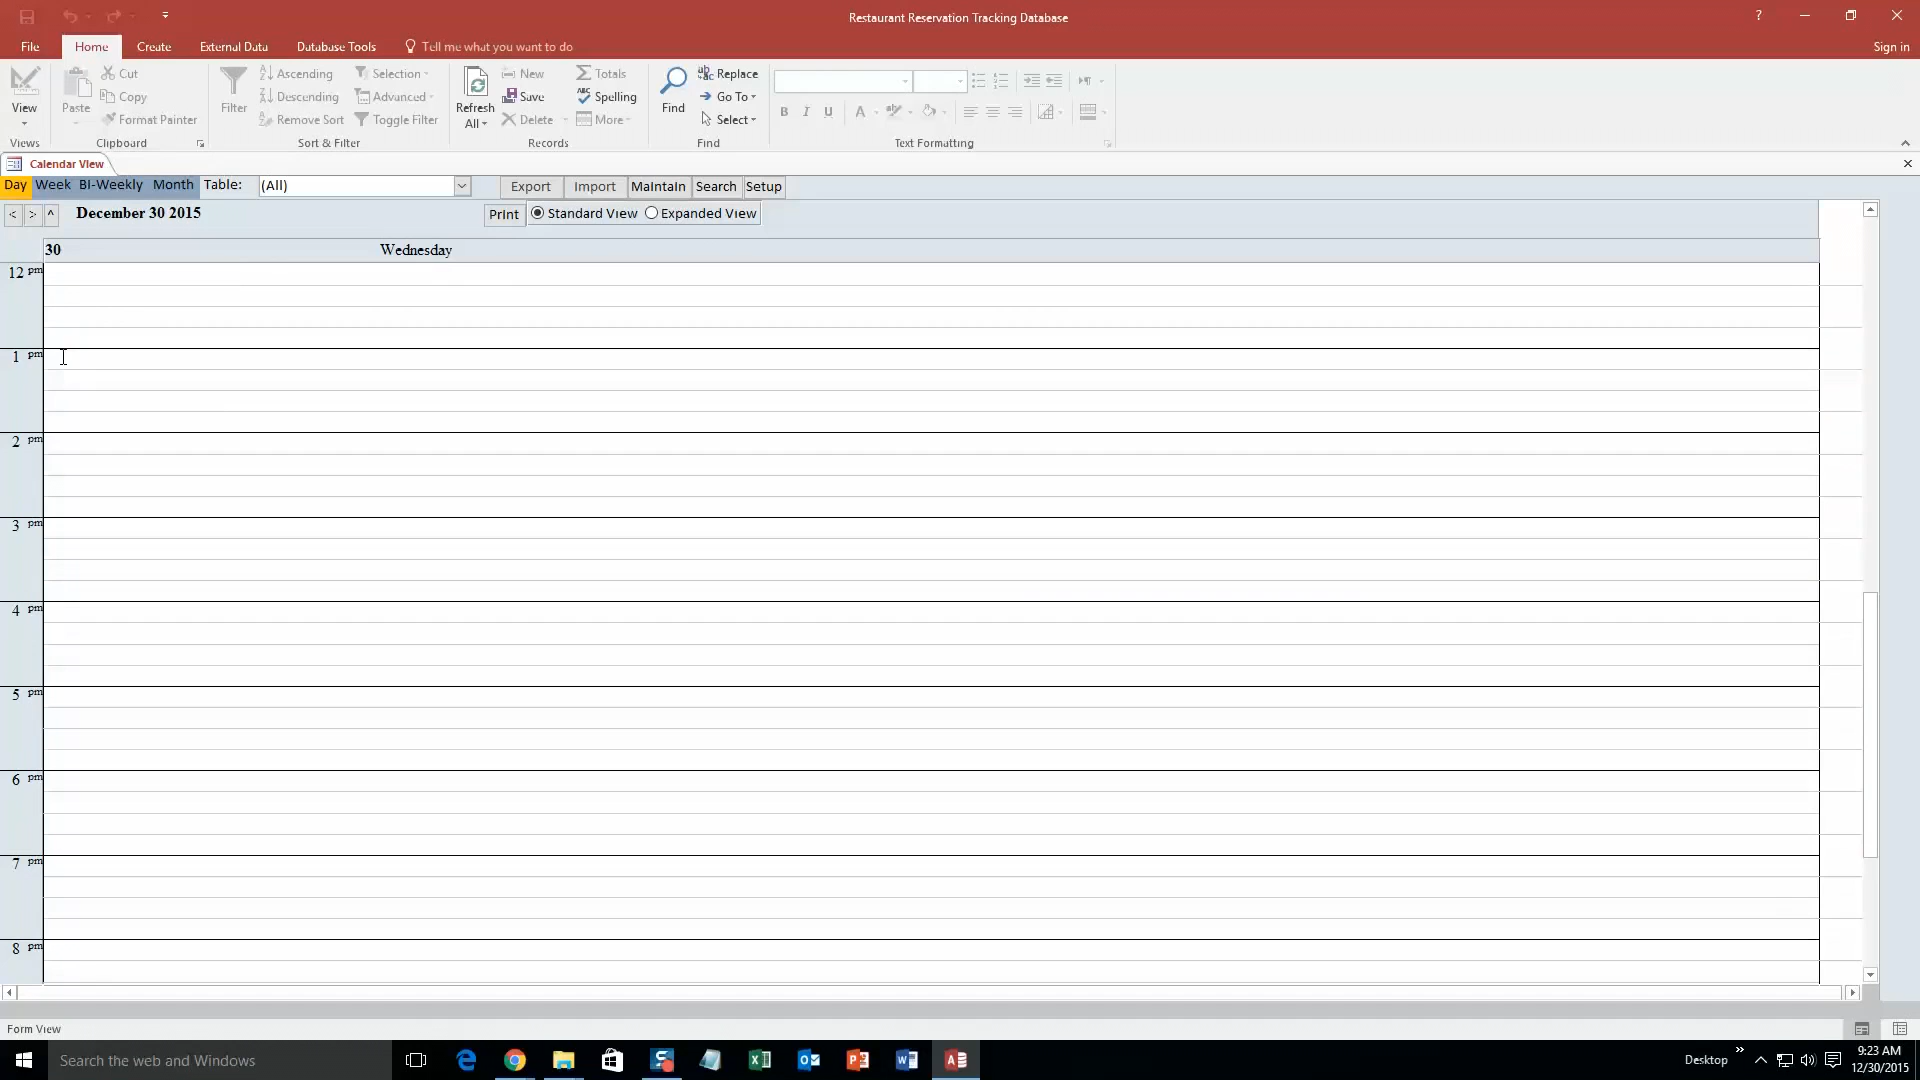 Restaurant Reservation Tracking Database
?
File Home Create External Data Database Tools Tell me what you want to do Sign in
View Paste Cut Copy Format Painter
Filter Ascending Descending Remove Sort Selection Advanced Toggle Filter
Refresh All New Save Delete Totals Spelling More
Find Replace Go To Select
B I U A
Views Clipboard Sort & Filter Records Find Text Formatting
Calendar View
Day Week BI-Weekly Month Table: (All) Export Import Maintain Search Setup
< > ^ December 30 2015 Print Standard View Expanded View
30 Wednesday
12 pm
1 pm
2 pm
3 pm
4 pm
5 pm
6 pm
7 pm
8 pm
Form View
Search the web and Windows Desktop 9:23 AM
12/30/2015